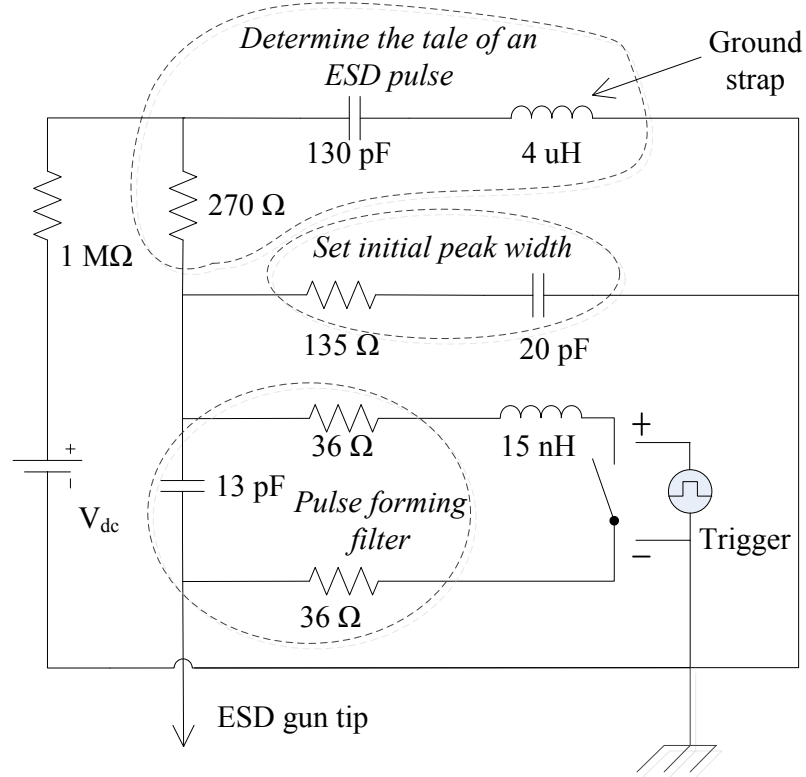 Determine the tale of an
ESD pulse
Ground
strap
130 pF
4 uH
270 Ω
1 MΩ
Set initial peak width
135 Ω
20 pF
36 Ω
15 nH
+
+
13 pF
Pulse forming
filter
−
Vdc
−
Trigger
36 Ω
ESD gun tip